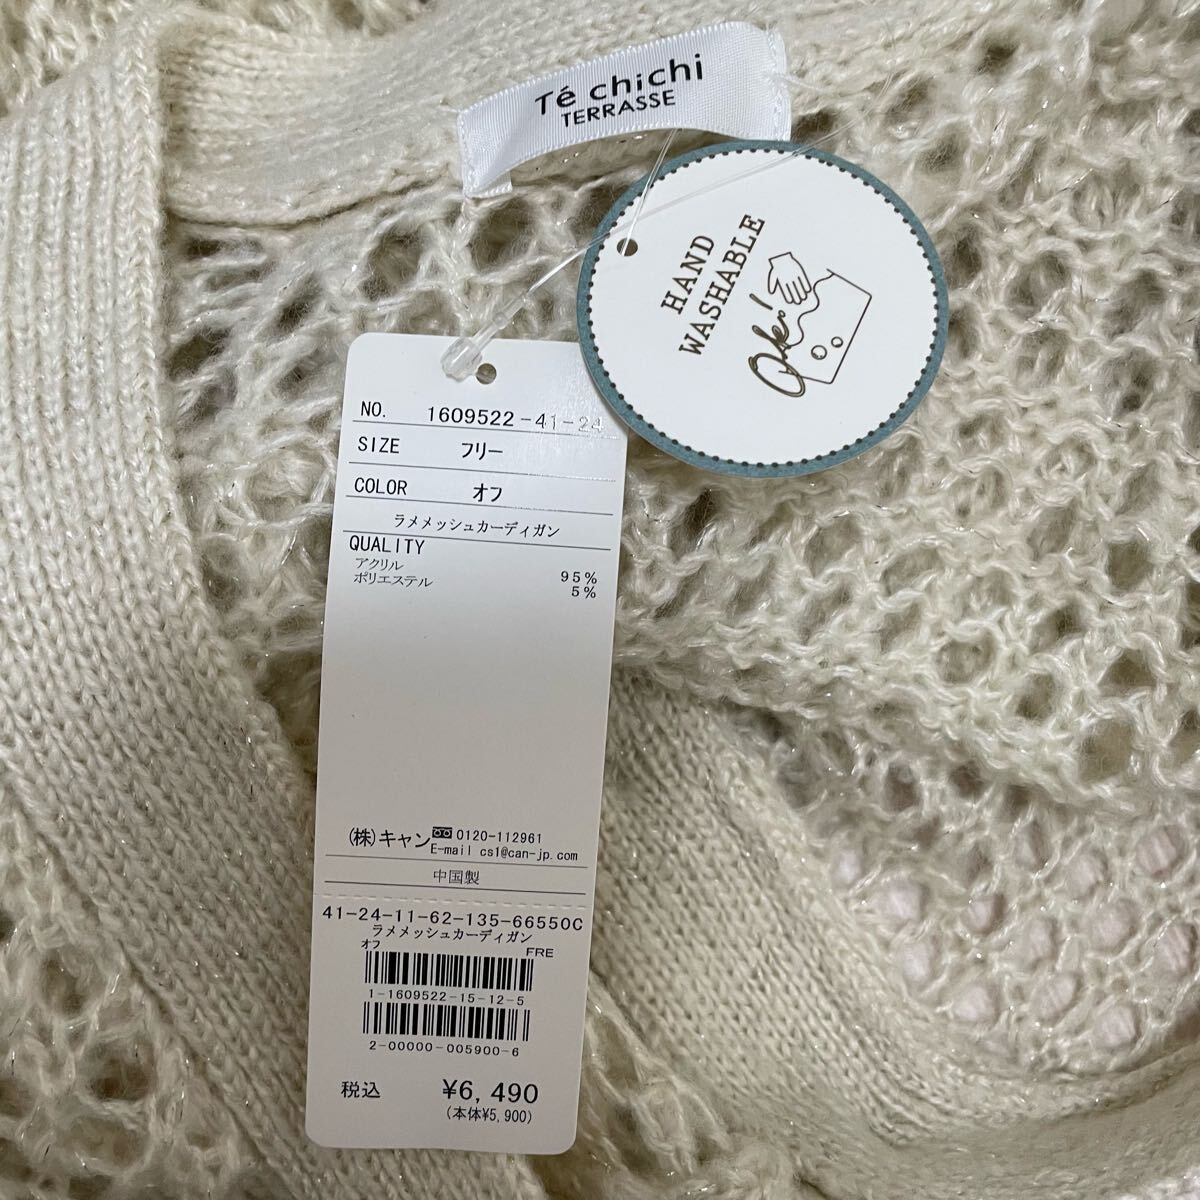 Té chichi
TERRASSE
HAND
WASHABLE
Ok!
NO. 1609522-41-24
SIZE フリー
COLOR オフ
ラメメッシュカーディガン
QUALITY
アクリル 95%
ポリエステル 5%
(株)キャン 0120-112961
E-mail cs1@can-jp.com
中国製
41-24-11-62-135-66550C
ラメメッシュカーディガン
オフ FRE
1-1609522-15-12-5
2-00000-005900-6
税込 ¥6,490
(本体¥5,900)